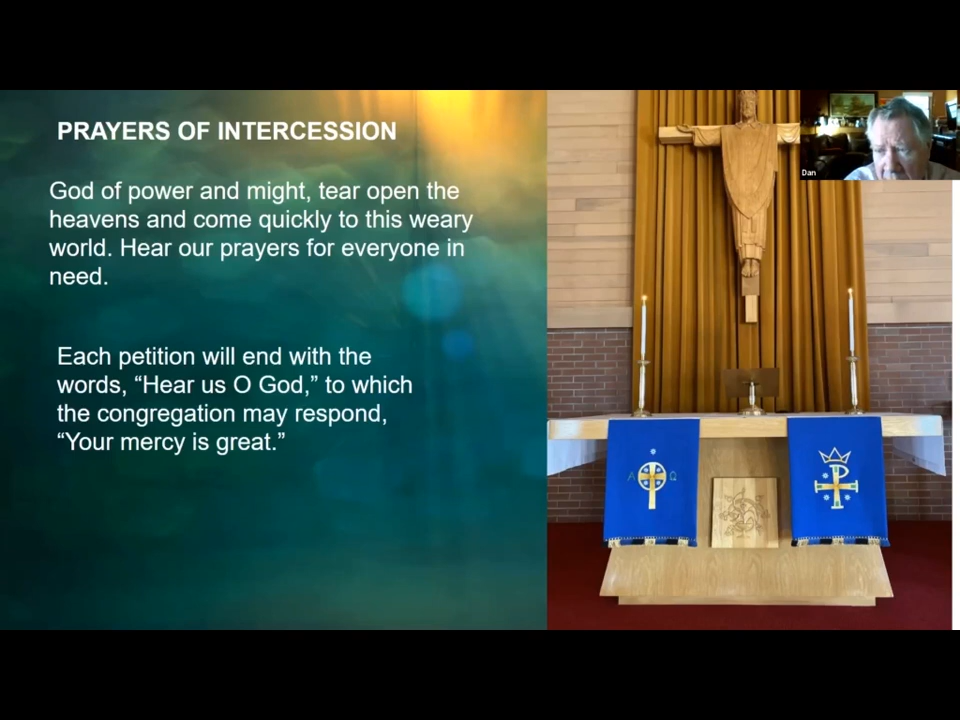 PRAYERS OF INTERCESSION
God of power and might, tear open the
heavens and come quickly to this weary
world. Hear our prayers for everyone in
need.
Each petition will end with the
words, “Hear us O God,” to which
the congregation may respond,
“Your mercy is great.”
Dan
Α Ω